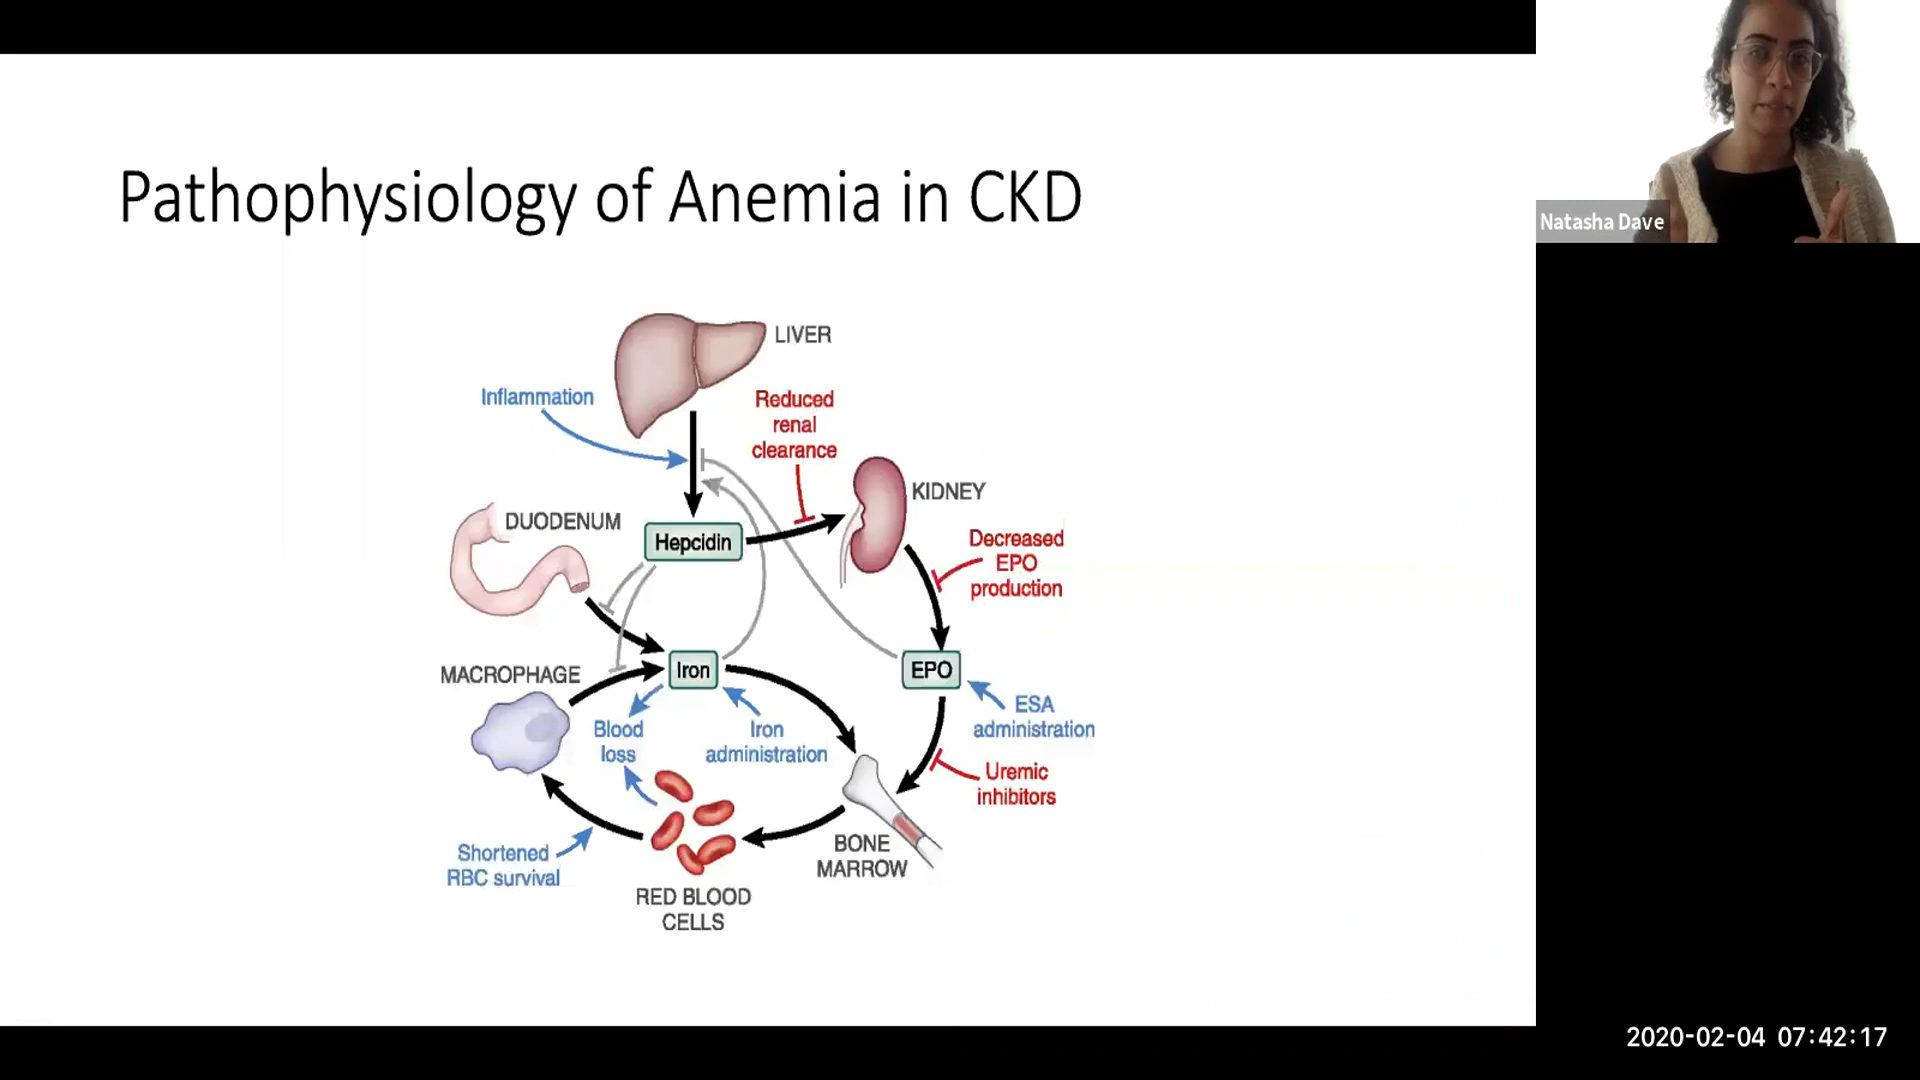 Pathophysiology of Anemia in CKD
Natasha Dave
LIVER
Inflammation
Reduced
renal
clearance
KIDNEY
DUODENUM
Hepcidin
Decreased
EPO
production
MACROPHAGE
Iron
EPO
Blood
loss
Iron
administration
ESA
administration
Uremic
inhibitors
Shortened
RBC survival
BONE
MARROW
RED BLOOD
CELLS
2020-02-04 07:42:17